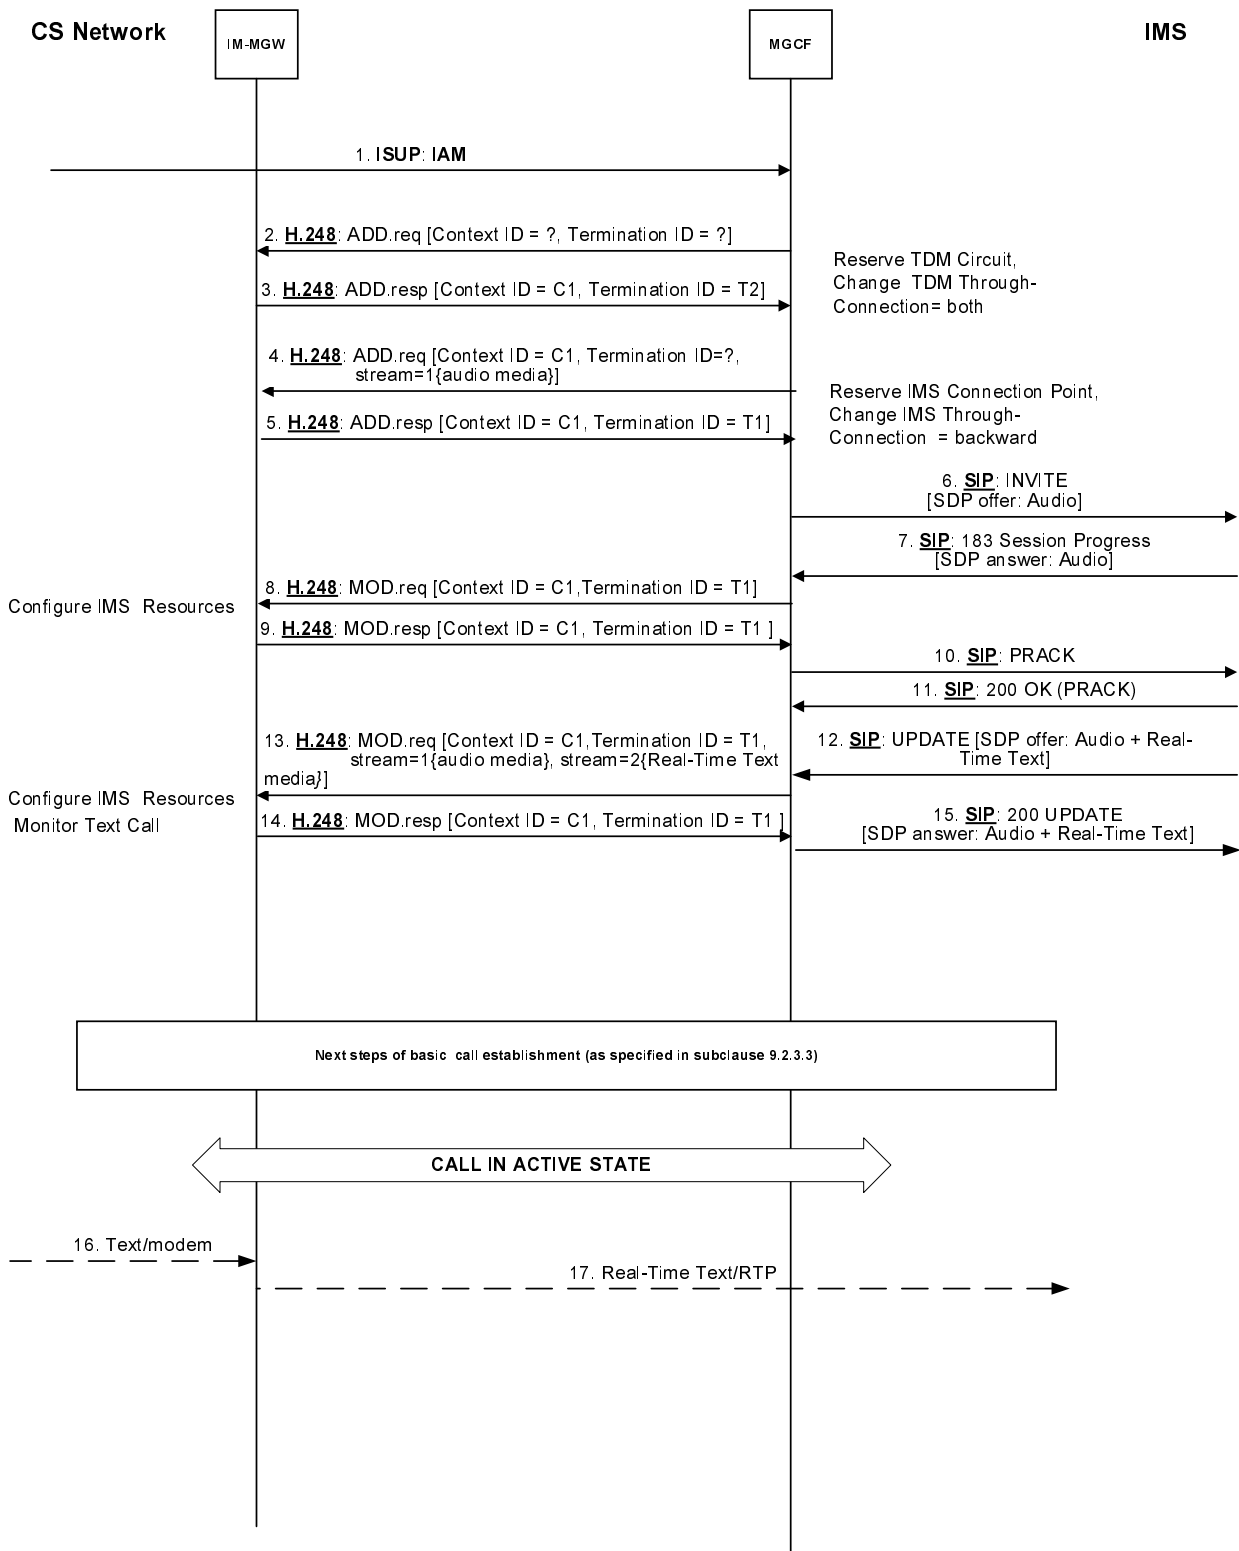 CS Network
IM-MGW
MGCF
IMS
1. ISUP: IAM
2. H.248: ADD.req [Context ID = ?, Termination ID = ?]
Reserve TDM Circuit,
Change TDM Through-
Connection= both
3. H.248: ADD.resp [Context ID = C1, Termination ID = T2]
4. H.248: ADD.req [Context ID = C1, Termination ID=?,
stream=1{audio media}]
Reserve IMS Connection Point,
Change IMS Through-
Connection = backward
5. H.248: ADD.resp [Context ID = C1, Termination ID = T1]
6. SIP: INVITE
[SDP offer: Audio]
7. SIP: 183 Session Progress
[SDP answer: Audio]
8. H.248: MOD.req [Context ID = C1,Termination ID = T1]
Configure IMS Resources
9. H.248: MOD.resp [Context ID = C1, Termination ID = T1 ]
10. SIP: PRACK
11. SIP: 200 OK (PRACK)
12. SIP: UPDATE [SDP offer: Audio + Real-
Time Text]
13. H.248: MOD.req [Context ID = C1,Termination ID = T1,
stream=1{audio media}, stream=2{Real-Time Text
media}]
Configure IMS Resources
Monitor Text Call
14. H.248: MOD.resp [Context ID = C1, Termination ID = T1 ]
15. SIP: 200 UPDATE
[SDP answer: Audio + Real-Time Text]
Next steps of basic call establishment (as specified in subclause 9.2.3.3)
CALL IN ACTIVE STATE
16. Text/modem
17. Real-Time Text/RTP